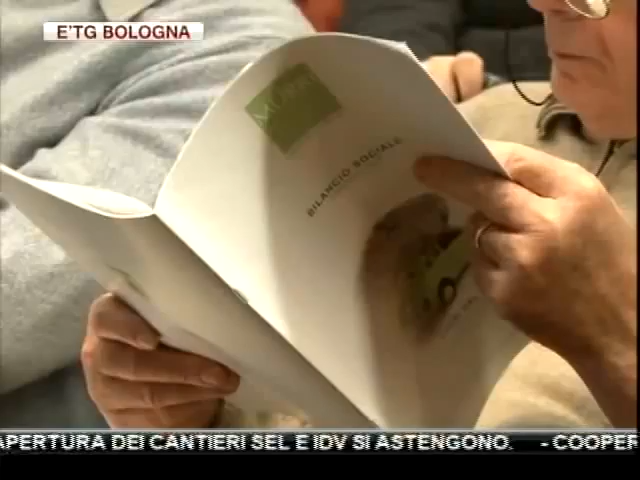 E'TG BOLOGNA
BILANCIO SOCIALE
APERTURA DEI CANTIERI SEL E IDV SI ASTENGONO. - COOPER